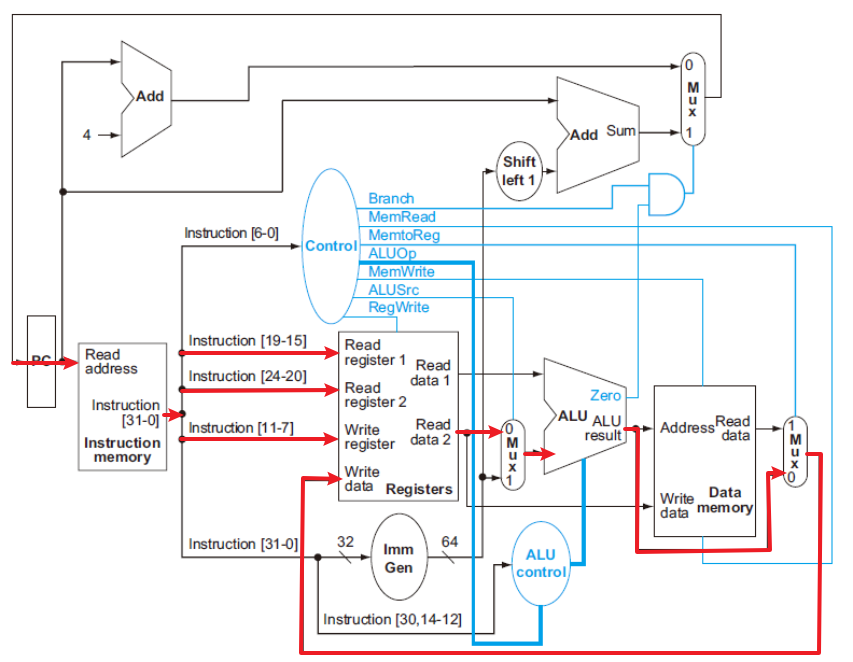 Add
4
Add Sum
0
M
u
x
1
Shift
left 1
Branch
MemRead
MemtoReg
ALUOp
MemWrite
ALUSrc
RegWrite
Control
Instruction [6-0]
Instruction [19-15]
Instruction [24-20]
Instruction [11-7]
Instruction [31-0]
PC
Read
address
Instruction
[31-0]
Instruction
memory
Read
register 1
Read
data 1
Read
register 2
Write
register
Read
data 2
Write
data
Registers
0
M
u
x
1
Zero
ALU
ALU
result
Address
Read
data
Write
data
Data
memory
1
M
u
x
0
32
Imm
Gen
64
ALU
control
Instruction [30,14-12]